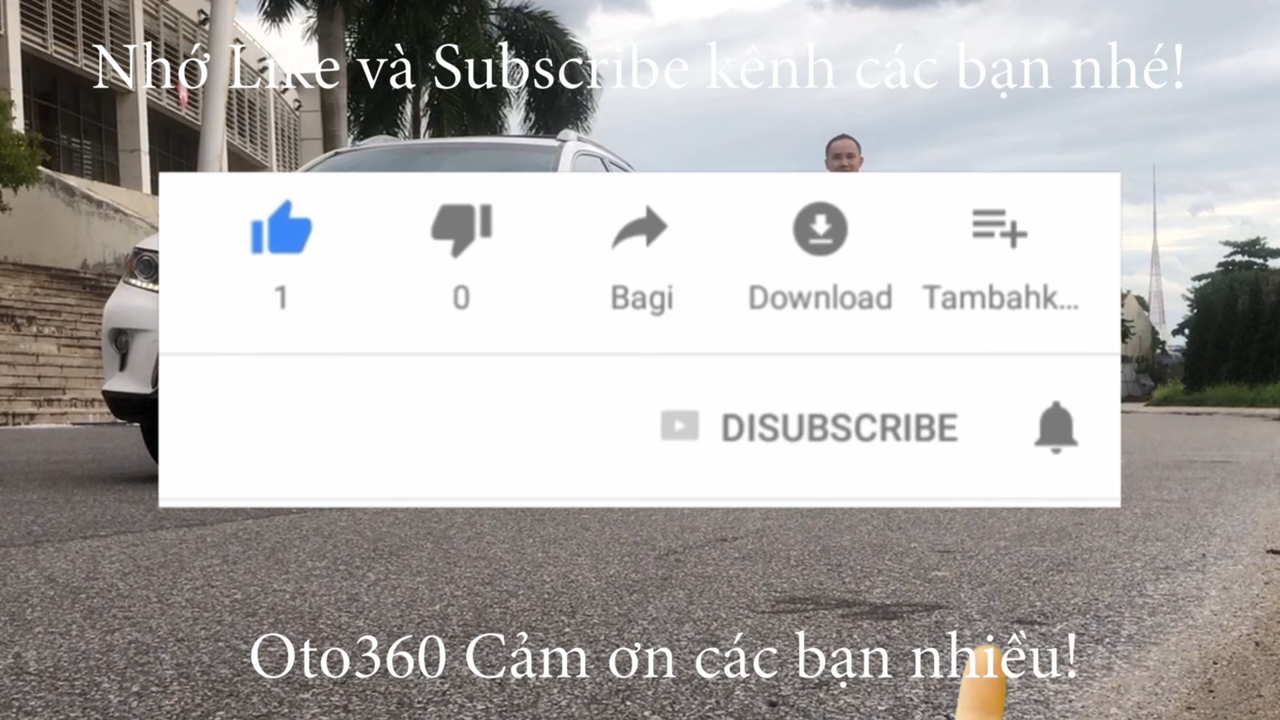 Nhớ Like và Subscribe kênh các bạn nhé!
1 0 Bagi Download Tambahk...
DISUBSCRIBE
Oto360 Cảm ơn các bạn nhiều!